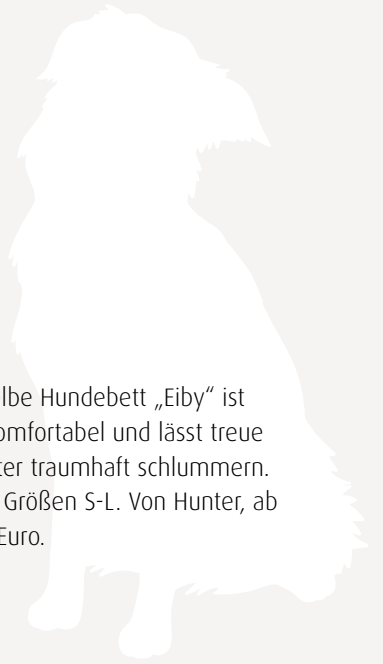 lbe Hundebett „Eiby“ ist
omfortabel und lässt treue
ter traumhaft schlummern.
Größen S-L. Von Hunter, ab
Euro.